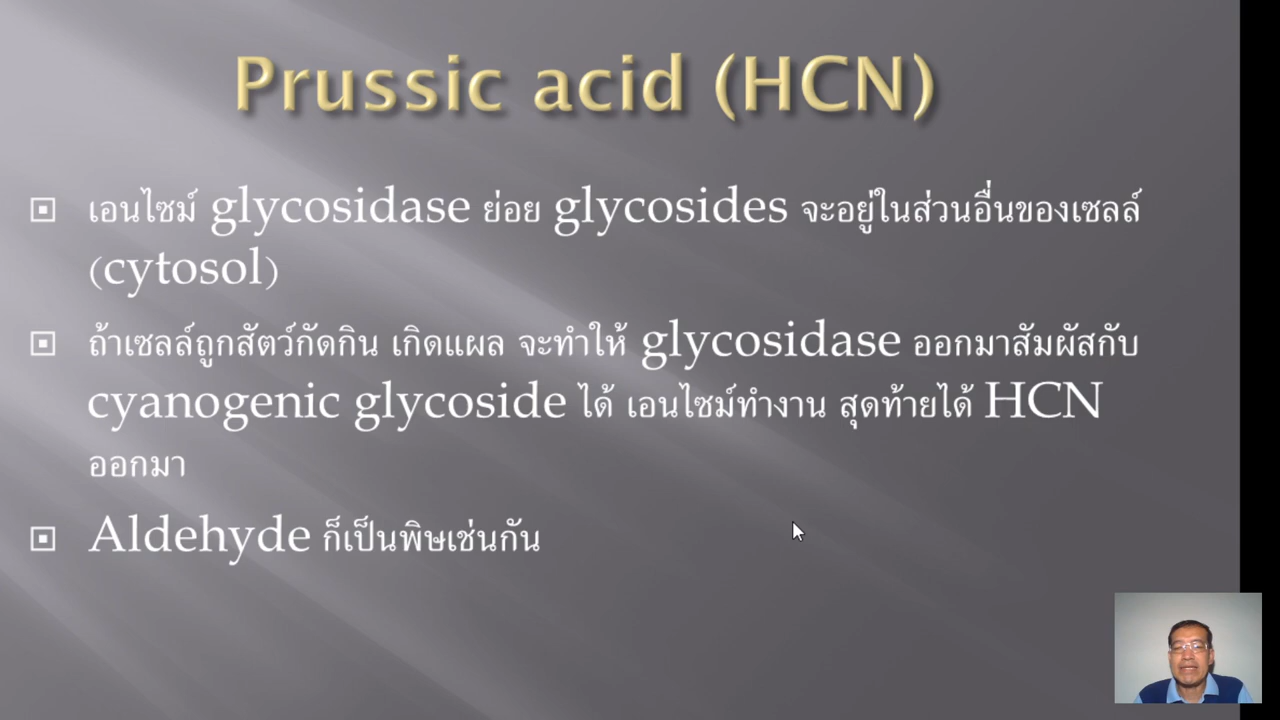 Prussic acid (HCN)
เอนไซม์ glycosidase ย่อย glycosides จะอยู่ในส่วนอื่นของเซลล์
(cytosol)
ถ้าเซลล์ถูกสัตว์กัดกิน เกิดแผล จะทำให้ glycosidase ออกมาสัมผัสกับ
cyanogenic glycoside ได้ เอนไซม์ทำงาน สุดท้ายได้ HCN
ออกมา
Aldehyde ก็เป็นพิษเช่นกัน